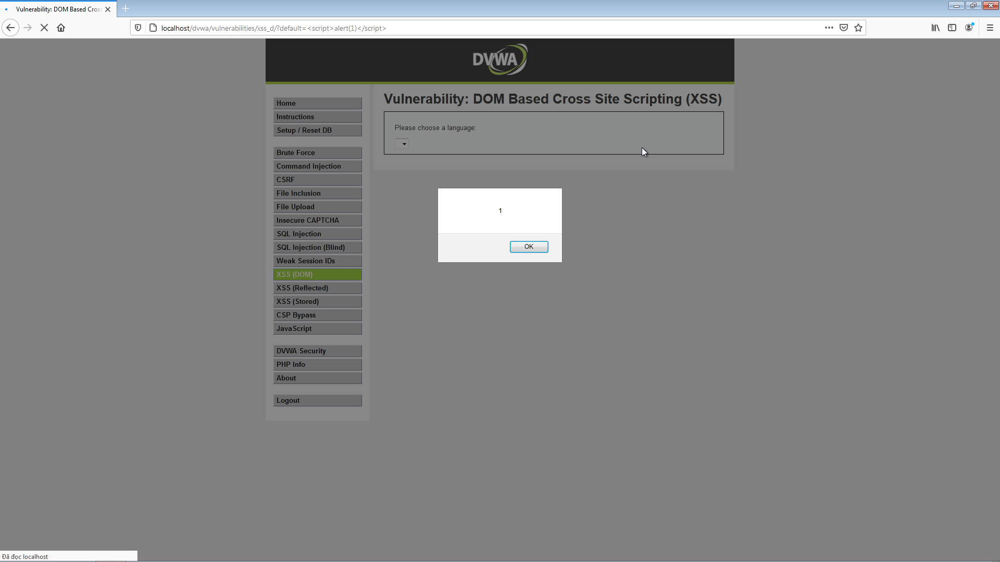 Vulnerability: DOM Based Cros
localhost/dvwa/vulnerabilities/xss_d/?default=<script>alert(1)</script>
DVWA
Home
Instructions
Setup / Reset DB
Brute Force
Command Injection
CSRF
File Inclusion
File Upload
Insecure CAPTCHA
SQL Injection
SQL Injection (Blind)
Weak Session IDs
XSS (DOM)
XSS (Reflected)
XSS (Stored)
CSP Bypass
JavaScript
DVWA Security
PHP Info
About
Logout
Vulnerability: DOM Based Cross Site Scripting (XSS)
Please choose a language:
1
OK
Đã đọc localhost